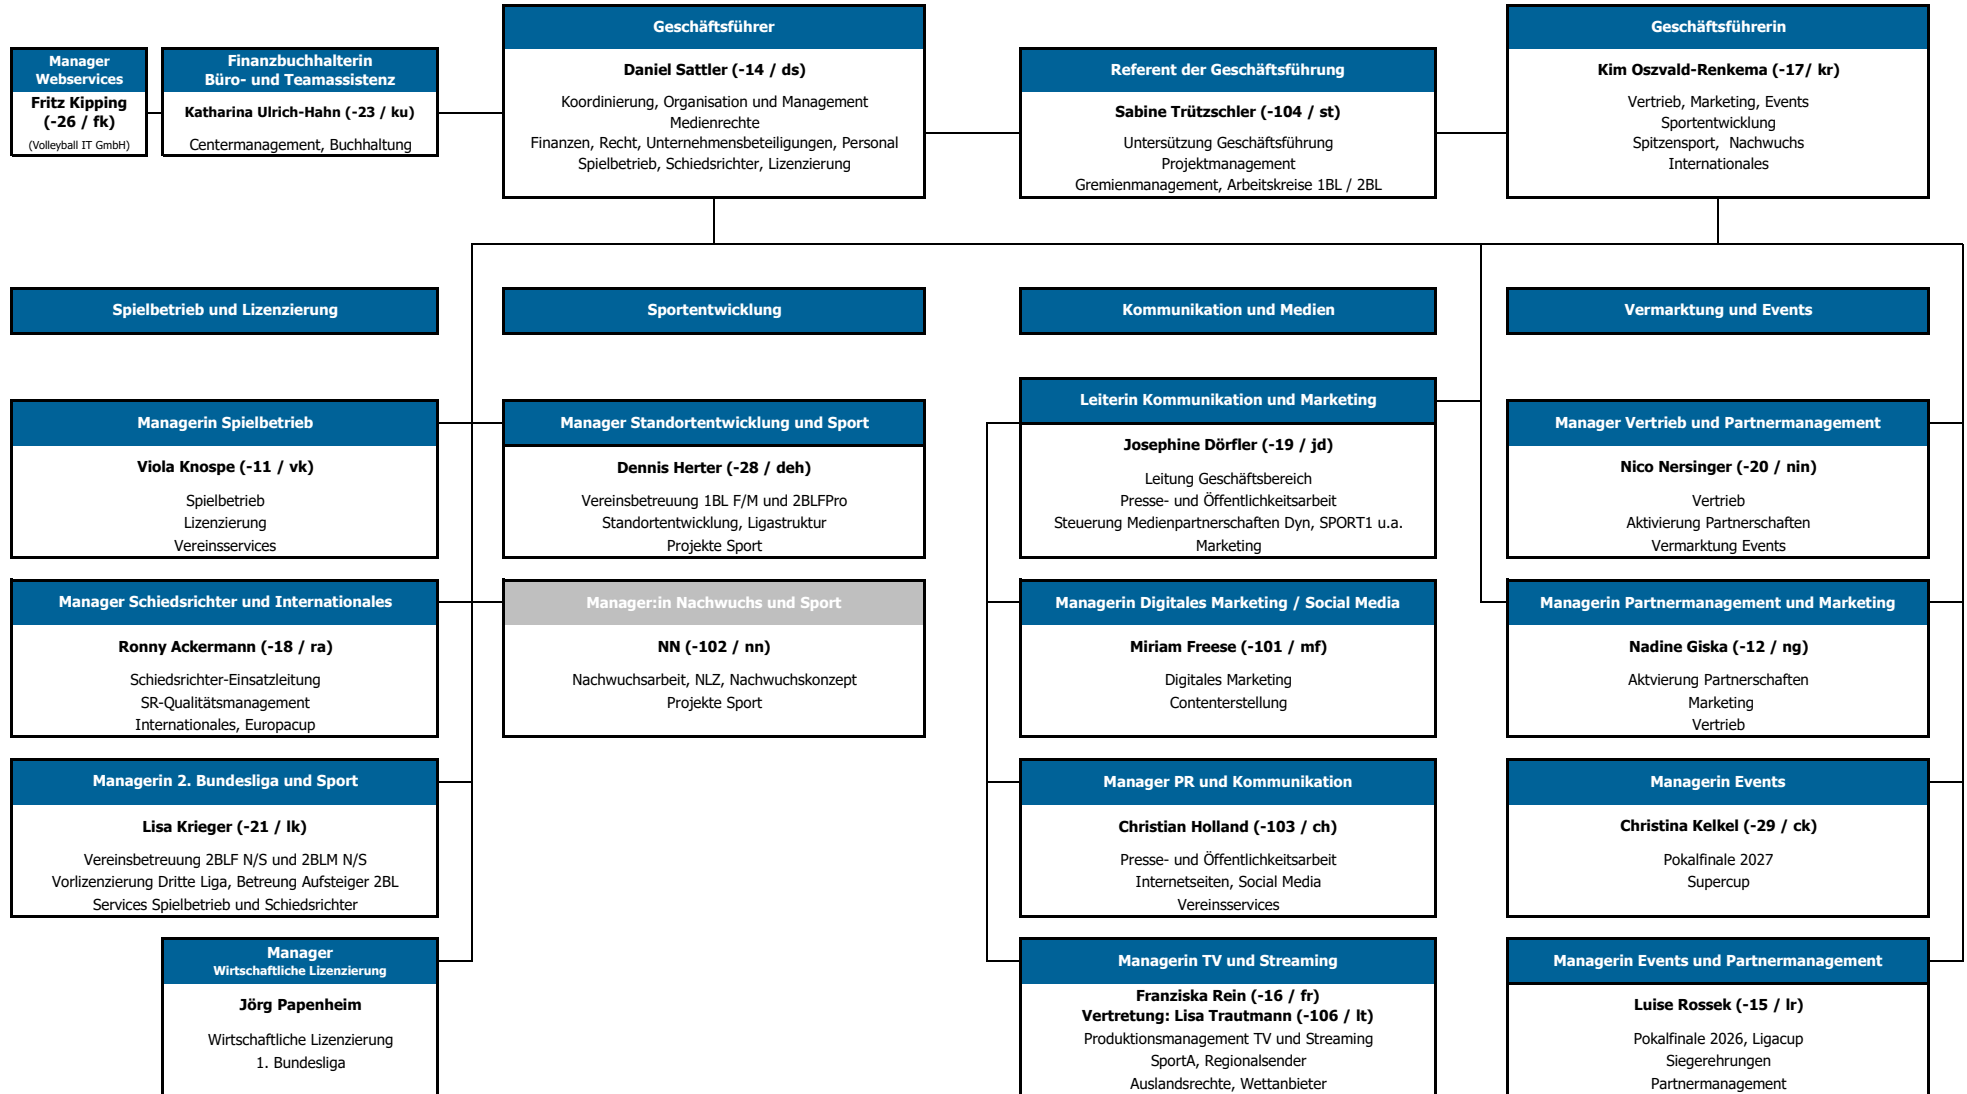 Manager
Webservices
Fritz Kipping
(-26 / fk)
(Volleyball IT GmbH)
Finanzbuchhalterin
Büro- und Teamassistenz
Katharina Ulrich-Hahn (-23 / ku)
Centermanagement, Buchhaltung
Geschäftsführer
Daniel Sattler (-14 / ds)
Koordinierung, Organisation und Management
Medienrechte
Finanzen, Recht, Unternehmensbeteiligungen, Personal
Spielbetrieb, Schiedsrichter, Lizenzierung
Referent der Geschäftsführung
Sabine Trützschler (-104 / st)
Untersützung Geschäftsführung
Projektmanagement
Gremienmanagement, Arbeitskreise 1BL / 2BL
Geschäftsführerin
Kim Oszvald-Renkema (-17/ kr)
Vertrieb, Marketing, Events
Sportentwicklung
Spitzensport, Nachwuchs
Internationales
Spielbetrieb und Lizenzierung
Managerin Spielbetrieb
Viola Knospe (-11 / vk)
Spielbetrieb
Lizenzierung
Vereinsservices
Manager Schiedsrichter und Internationales
Ronny Ackermann (-18 / ra)
Schiedsrichter-Einsatzleitung
SR-Qualitätsmanagement
Internationales, Europacup
Managerin 2. Bundesliga und Sport
Lisa Krieger (-21 / lk)
Vereinsbetreuung 2BLF N/S und 2BLM N/S
Vorlizenzierung Dritte Liga, Betreung Aufsteiger 2BL
Services Spielbetrieb und Schiedsrichter
Manager
Wirtschaftliche Lizenzierung
Jörg Papenheim
Wirtschaftliche Lizenzierung
1. Bundesliga
Sportentwicklung
Manager Standortentwicklung und Sport
Dennis Herter (-28 / deh)
Vereinsbetreuung 1BL F/M und 2BLFPro
Standortentwicklung, Ligastruktur
Projekte Sport
Manager:in Nachwuchs und Sport
NN (-102 / nn)
Nachwuchsarbeit, NLZ, Nachwuchskonzept
Projekte Sport
Kommunikation und Medien
Leiterin Kommunikation und Marketing
Josephine Dörfler (-19 / jd)
Leitung Geschäftsbereich
Presse- und Öffentlichkeitsarbeit
Steuerung Medienpartnerschaften Dyn, SPORT1 u.a.
Marketing
Managerin Digitales Marketing / Social Media
Miriam Freese (-101 / mf)
Digitales Marketing
Contenterstellung
Manager PR und Kommunikation
Christian Holland (-103 / ch)
Presse- und Öffentlichkeitsarbeit
Internetseiten, Social Media
Vereinsservices
Managerin TV und Streaming
Franziska Rein (-16 / fr)
Vertretung: Lisa Trautmann (-106 / lt)
Produktionsmanagement TV und Streaming
SportA, Regionalsender
Auslandsrechte, Wettanbieter
Vermarktung und Events
Manager Vertrieb und Partnermanagement
Nico Nersinger (-20 / nin)
Vertrieb
Aktivierung Partnerschaften
Vermarktung Events
Managerin Partnermanagement und Marketing
Nadine Giska (-12 / ng)
Aktvierung Partnerschaften
Marketing
Vertrieb
Managerin Events
Christina Kelkel (-29 / ck)
Pokalfinale 2027
Supercup
Managerin Events und Partnermanagement
Luise Rossek (-15 / lr)
Pokalfinale 2026, Ligacup
Siegerehrungen
Partnermanagement